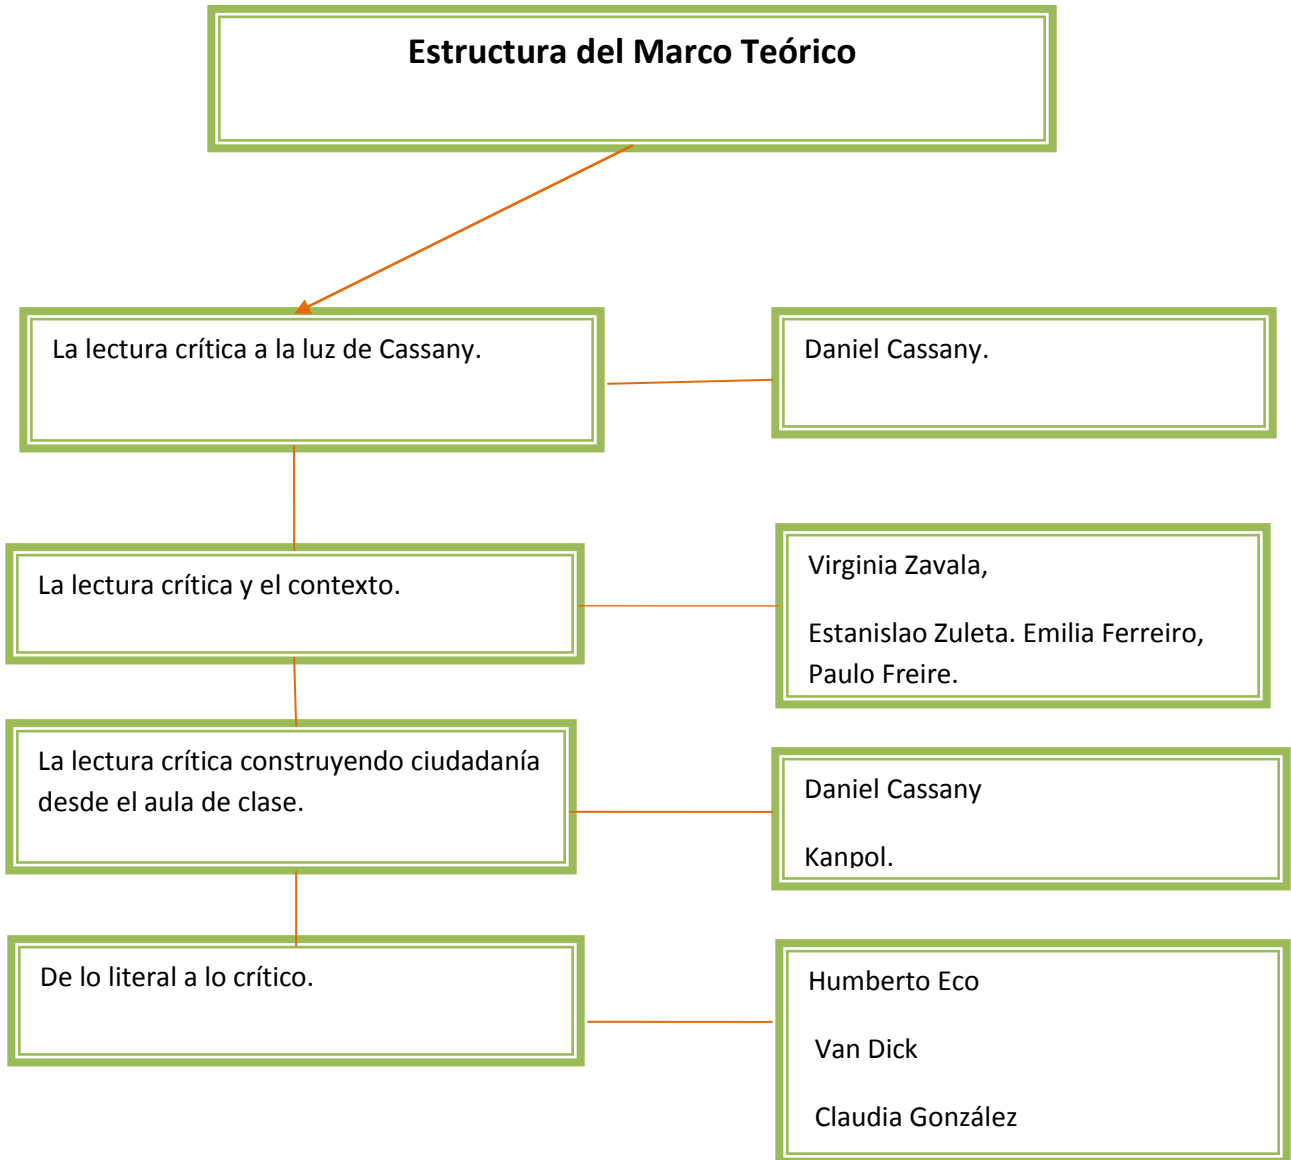 Estructura del Marco Teórico
La lectura crítica a la luz de Cassany.
Daniel Cassany.
La lectura crítica y el contexto.
Virginia Zavala,
Estanislao Zuleta. Emilia Ferreiro,
Paulo Freire.
La lectura crítica construyendo ciudadanía
desde el aula de clase.
Daniel Cassany
Kanpol.
De lo literal a lo crítico.
Humberto Eco
Van Dick
Claudia González